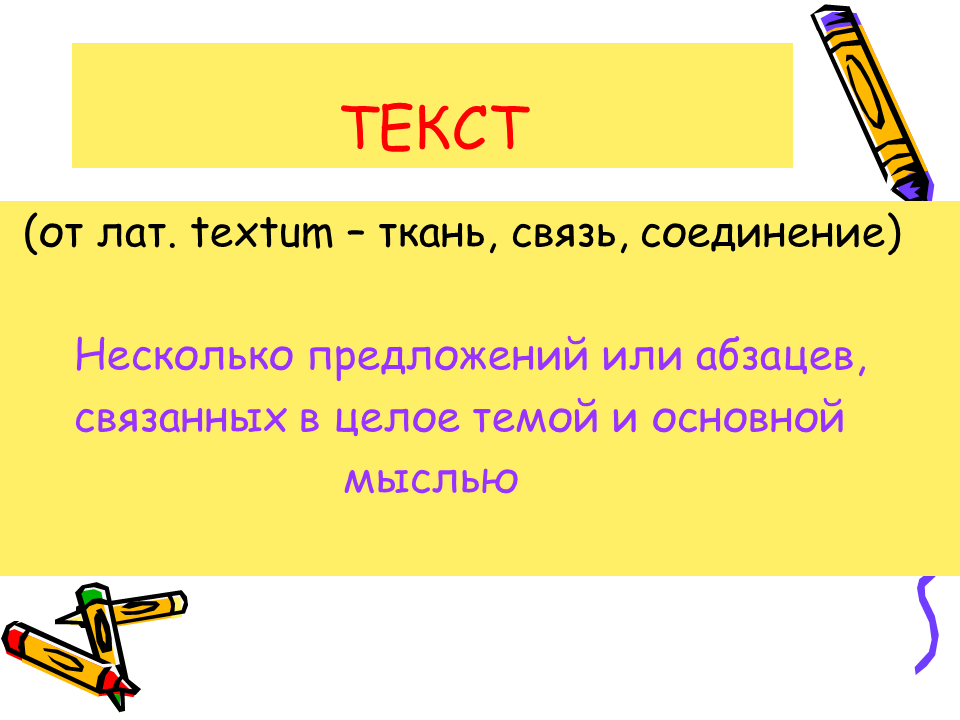 ТЕКСТ
(от лат. textum – ткань, связь, соединение)
Несколько предложений или абзацев,
связанных в целое темой и основной
мыслью